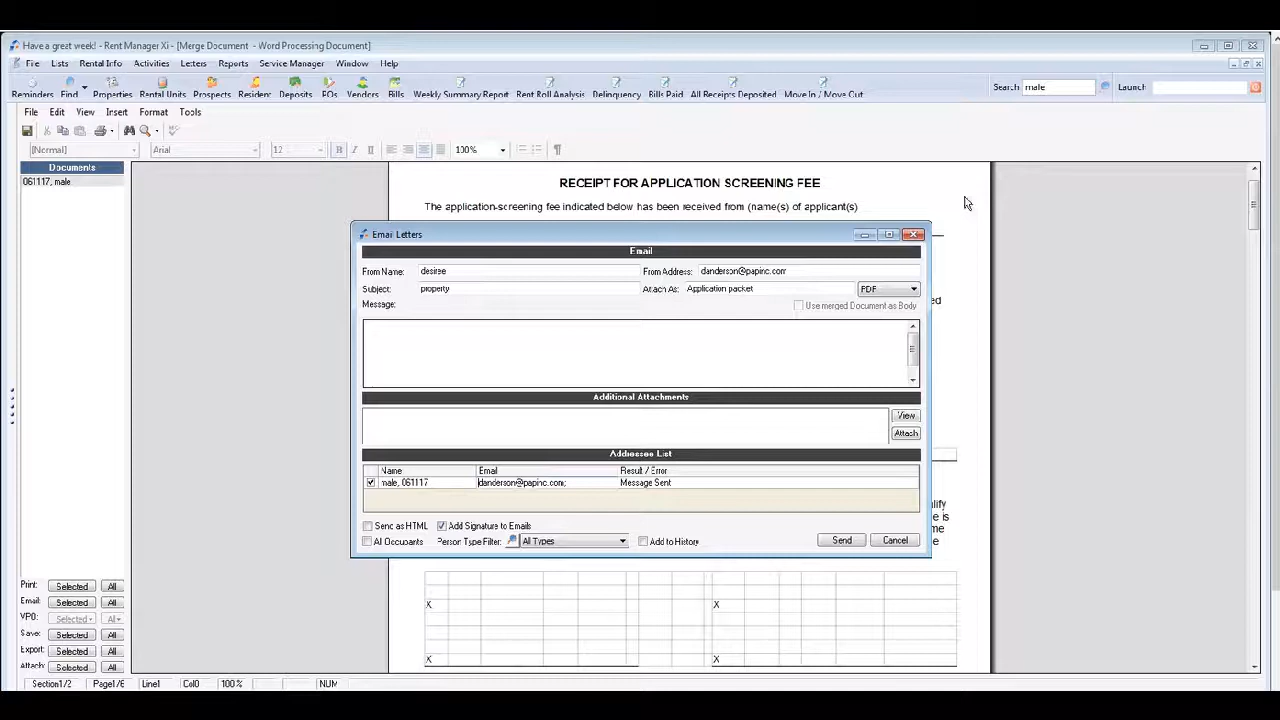 Have a great week! - Rent Manager Xi - [Merge Document - Word Processing Document]
File Lists Rental Info Activities Letters Reports Service Manager Window Help
Reminders Find Properties Rental Units Prospects Resident Deposits POs Vendors Bills Weekly Summary Report Rent Roll Analysis Delinquency Bills Paid All Receipts Deposited Move In / Move Out Search male Launch
File Edit View Insert Format Tools
[Normal] Arial 12 B I 100%
Documents
061117, male
RECEIPT FOR APPLICATION SCREENING FEE
The application-screening fee indicated below has been received from (name(s) of applicant(s)
Email Letters
Email
From Name: desiree From Address: danderson@papinc.com
Subject: property Attach As: Application packet PDF
Message: Use merged Document as Body
Additional Attachments
View
Attach
Addressee List
Name Email Result / Error
male, 061117 danderson@papinc.com; Message Sent
Send as HTML Add Signature to Emails
All Occupants Person Type Filter: All Types Add to History Send Cancel
X X
X X
Print: Selected All
Email: Selected All
VPO: Selected All
Save: Selected All
Export: Selected All
Attach: Selected All
Section1/2 Page1/6 Line1 Col0 100% NUM